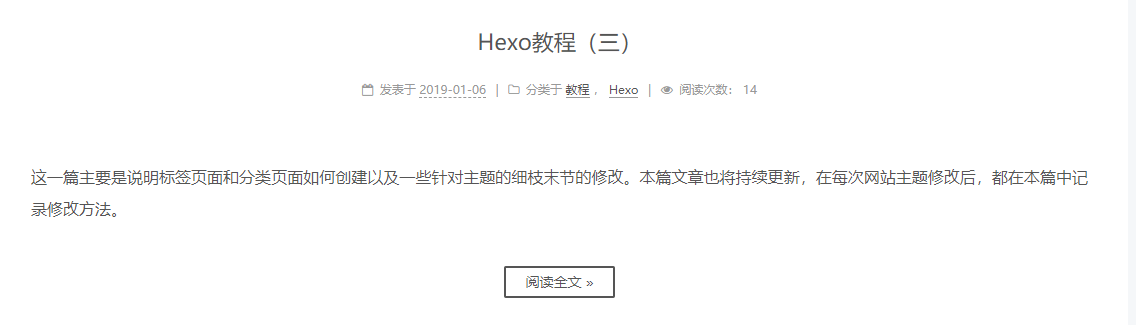 Hexo教程（三）
发表于 2019-01-06 | 分类于 教程 ， Hexo | 阅读次数： 14
这一篇主要是说明标签页面和分类页面如何创建以及一些针对主题的细枝末节的修改。本篇文章也将持续更新，在每次网站主题修改后，都在本篇中记
录修改方法。
阅读全文 »